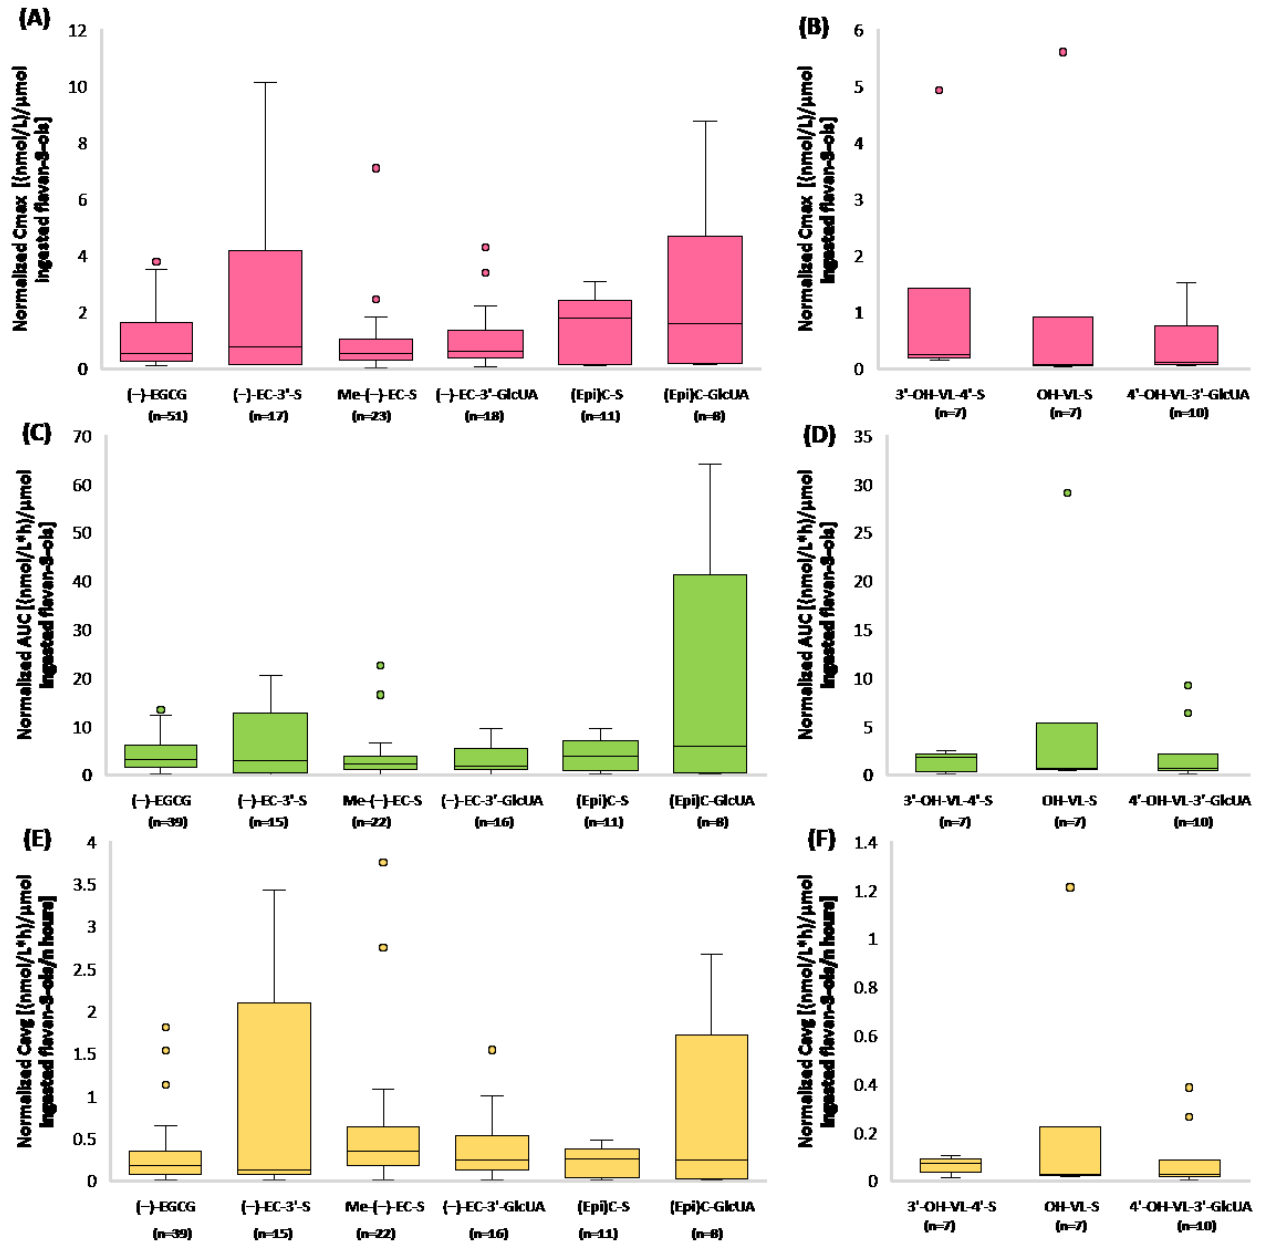 (A)
Normalized Cmax [(nmol/L)/µmol
ingested flavan-3-ols]
12
10
8
6
4
2
0
(−)-EGCG
(n=51)
(−)-EC-3'-S
(n=17)
Me-(−)-EC-S
(n=23)
(−)-EC-3'-GlcUA
(n=18)
(Epi)C-S
(n=11)
(Epi)C-GlcUA
(n=8)
(B)
Normalized Cmax [(nmol/L)/µmol
ingested flavan-3-ols]
6
5
4
3
2
1
0
3'-OH-VL-4'-S
(n=7)
OH-VL-S
(n=7)
4'-OH-VL-3'-GlcUA
(n=10)
(C)
Normalized AUC [(nmol/L*h)/µmol
ingested flavan-3-ols]
70
60
50
40
30
20
10
0
(−)-EGCG
(n=39)
(−)-EC-3'-S
(n=15)
Me-(−)-EC-S
(n=22)
(−)-EC-3'-GlcUA
(n=16)
(Epi)C-S
(n=11)
(Epi)C-GlcUA
(n=8)
(D)
Normalized AUC [(nmol/L*h)/µmol
ingested flavan-3-ols]
35
30
25
20
15
10
5
0
3'-OH-VL-4'-S
(n=7)
OH-VL-S
(n=7)
4'-OH-VL-3'-GlcUA
(n=10)
(E)
Normalized Cavg [(nmol/L*h)/µmol
ingested flavan-3-ols/n hours]
4
3.5
3
2.5
2
1.5
1
0.5
0
(−)-EGCG
(n=39)
(−)-EC-3'-S
(n=15)
Me-(−)-EC-S
(n=22)
(−)-EC-3'-GlcUA
(n=16)
(Epi)C-S
(n=11)
(Epi)C-GlcUA
(n=8)
(F)
Normalized Cavg [(nmol/L*h)/µmol
ingested flavan-3-ols/n hours]
1.4
1.2
1
0.8
0.6
0.4
0.2
0
3'-OH-VL-4'-S
(n=7)
OH-VL-S
(n=7)
4'-OH-VL-3'-GlcUA
(n=10)